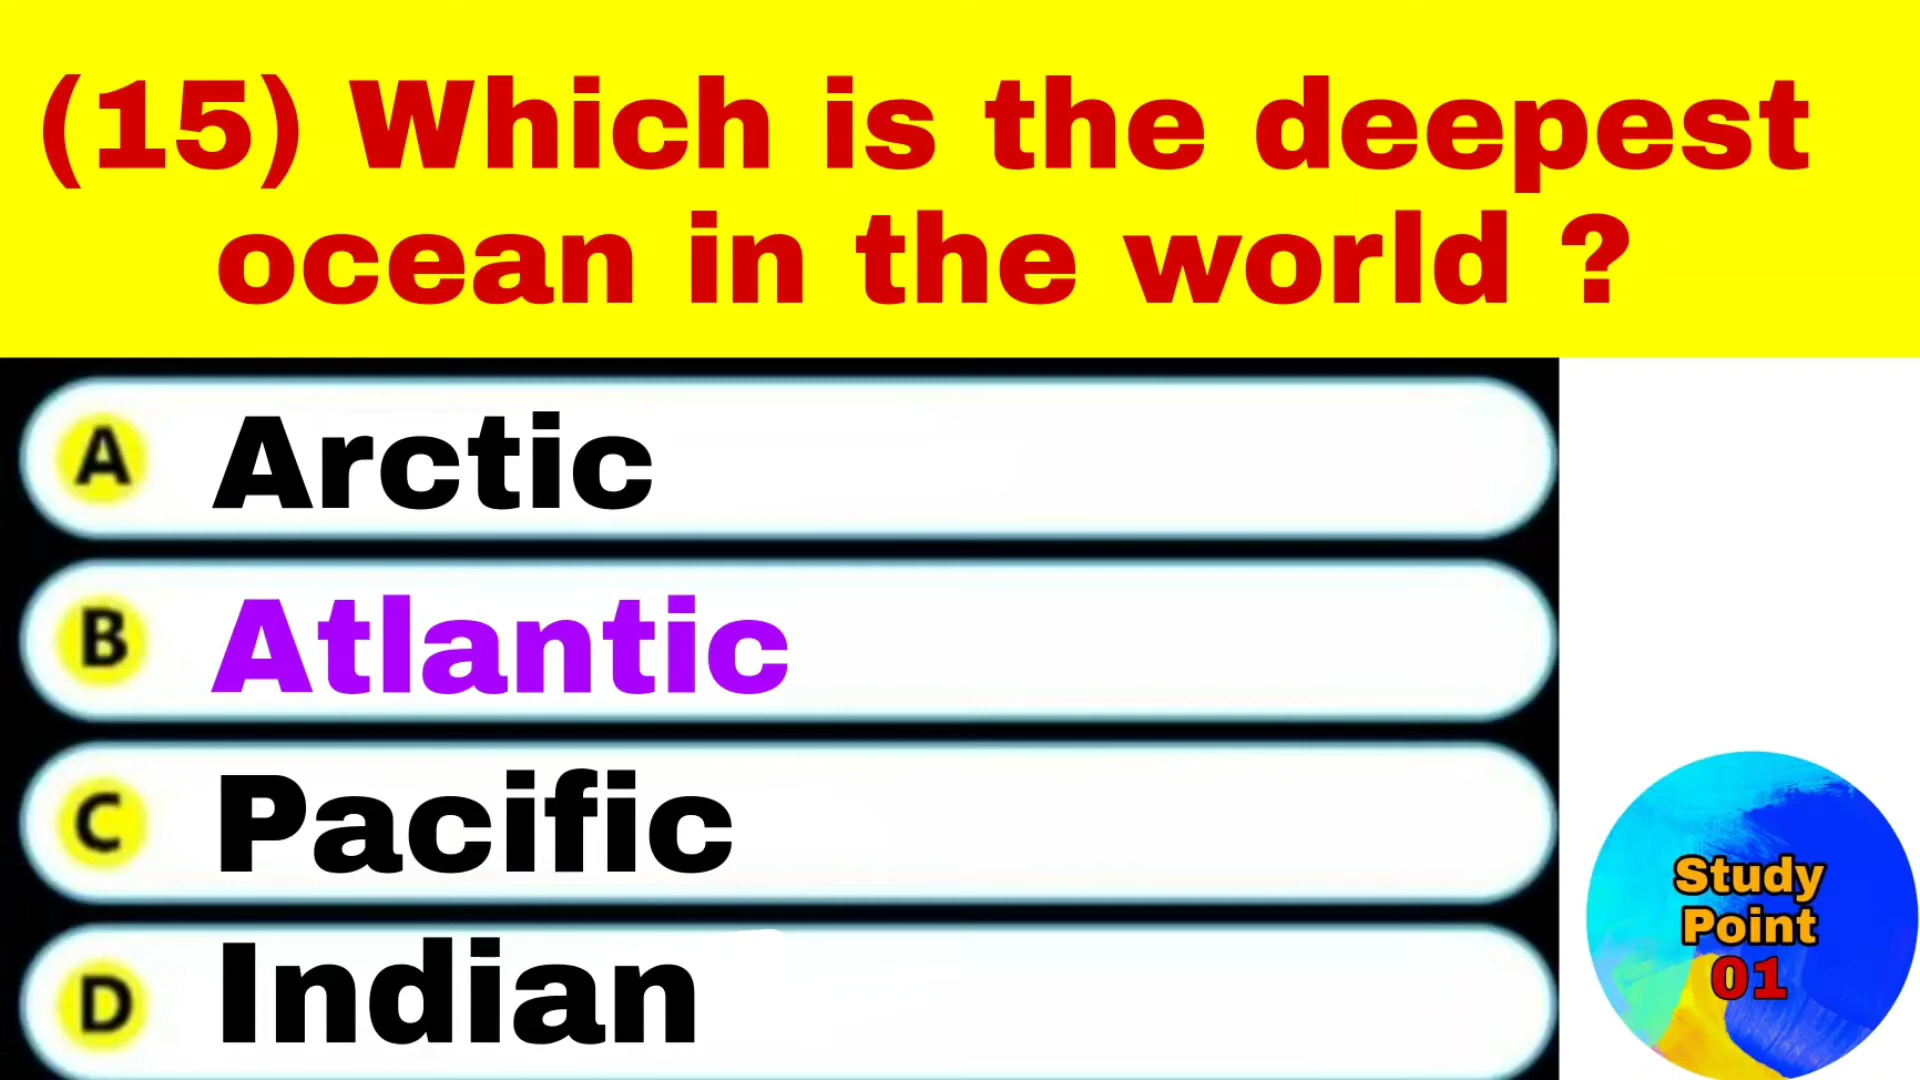 (15) Which is the deepest
ocean in the world ?
A Arctic
B Atlantic
C Pacific
D Indian
Study
Point
01